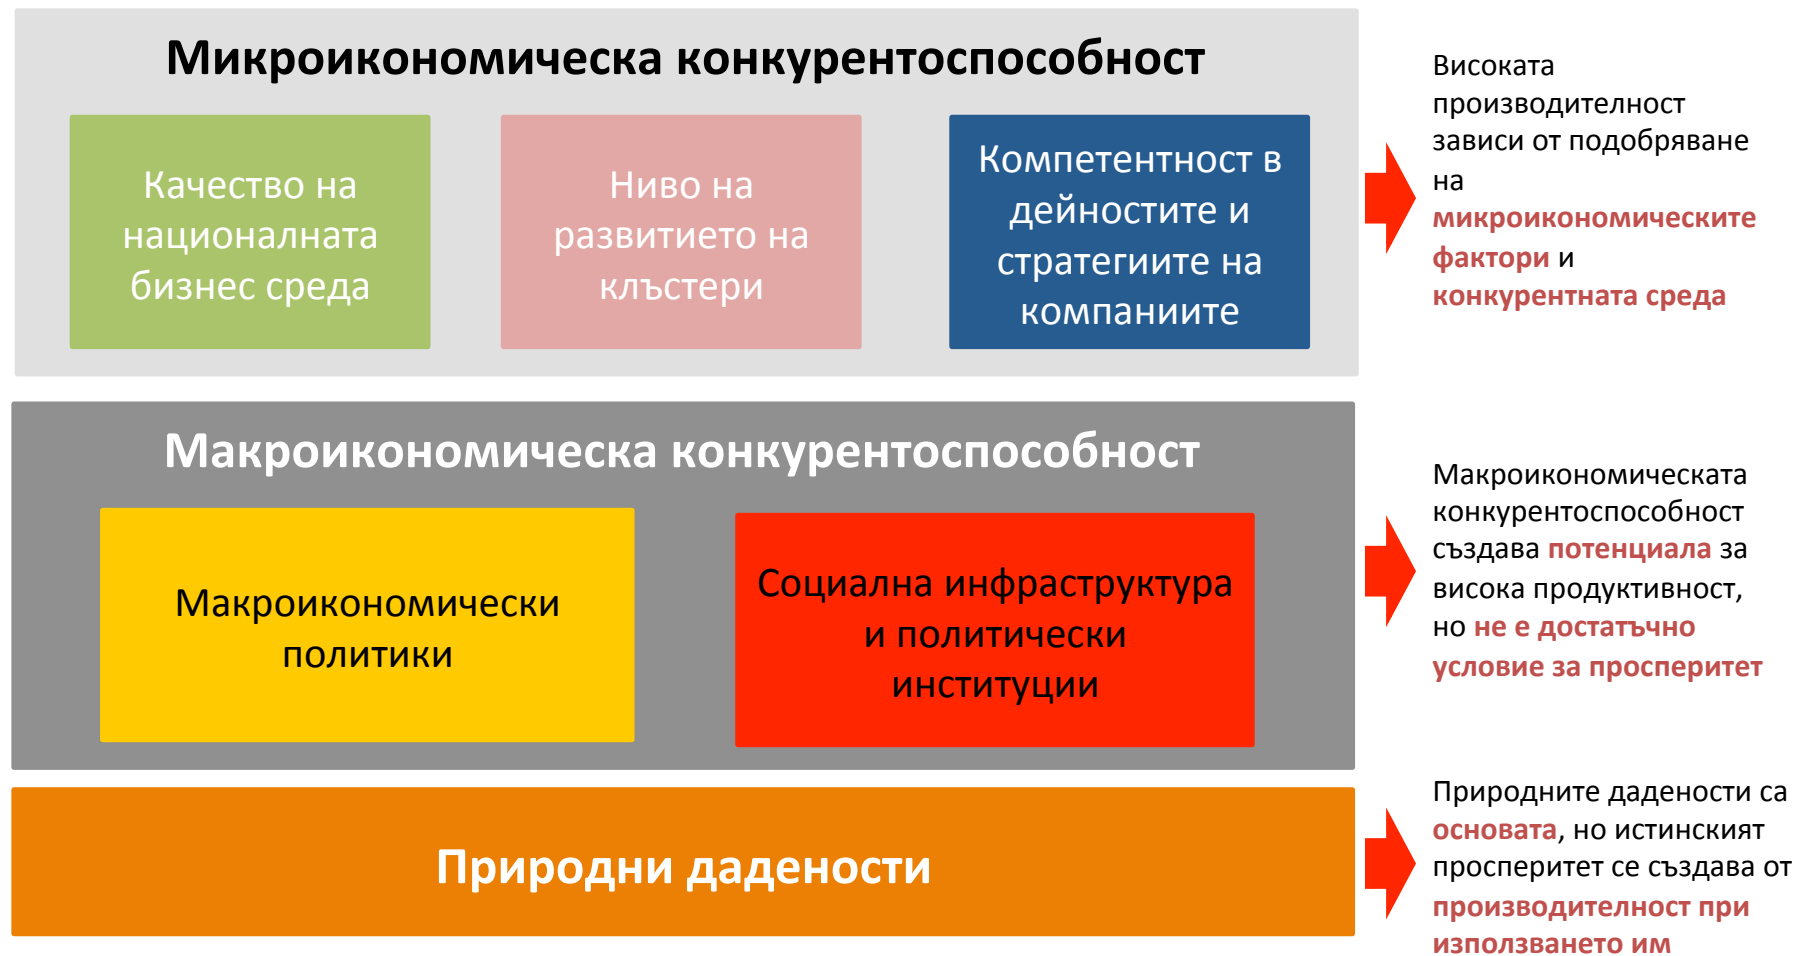 Микроикономическа конкурентоспособност
Качество на
националната
бизнес среда
Ниво на
развитието на
клъстери
Компетентност в
дейностите и
стратегиите на
компаниите
Високата
производителност
зависи от подобряване
на
микроикономическите
фактори и
конкурентната среда
Макроикономическа конкурентоспособност
Макроикономически
политики
Социална инфраструктура
и политически
институции
Макроикономическата
конкурентоспособност
създава потенциала за
висока продуктивност,
но не е достатъчно
условие за просперитет
Природни дадености
Природните дадености са
основата, но истинският
просперитет се създава от
производителност при
използването им